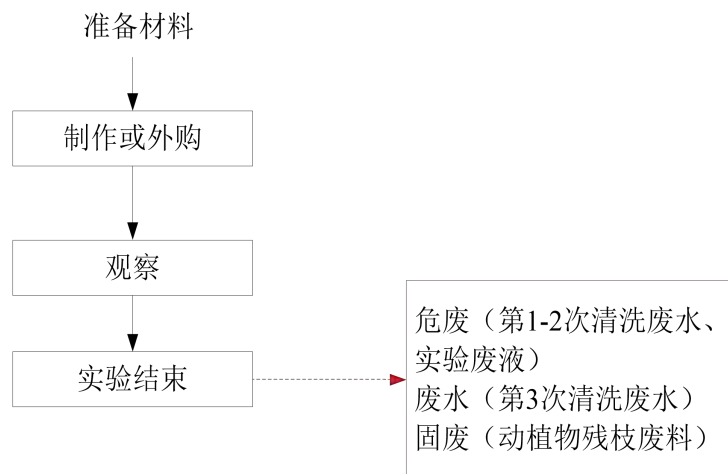 准备材料
制作或外购
观察
实验结束
危废（第1-2次清洗废水、
实验废液）
废水（第3次清洗废水）
固废（动植物残枝废料）